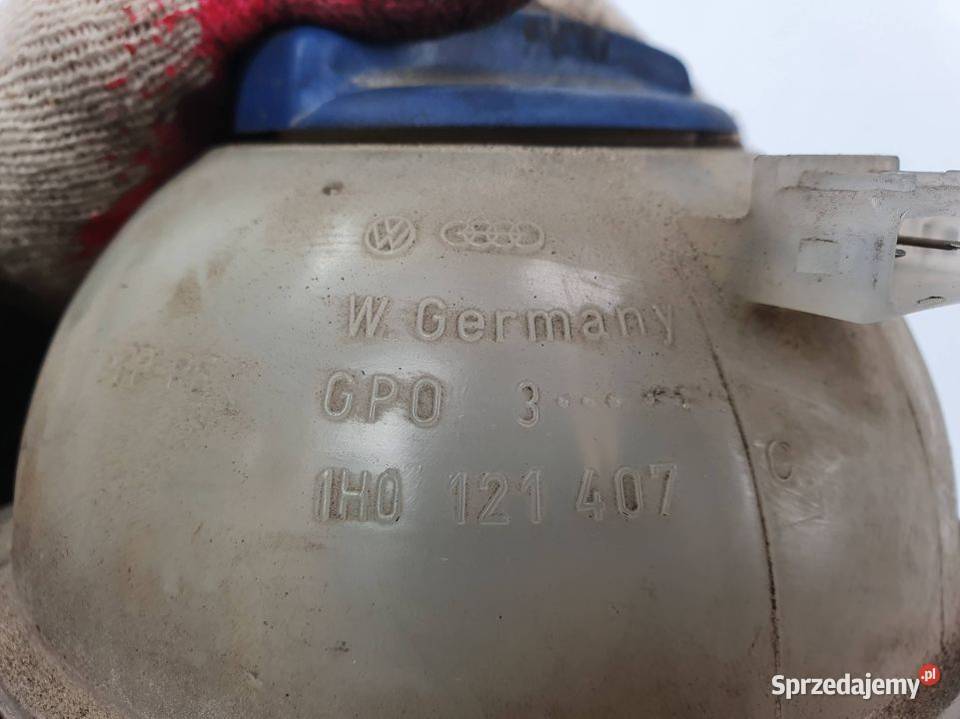 W. Germany
GPO 3
1H0 121 407 C
Sprzedajemy.pl